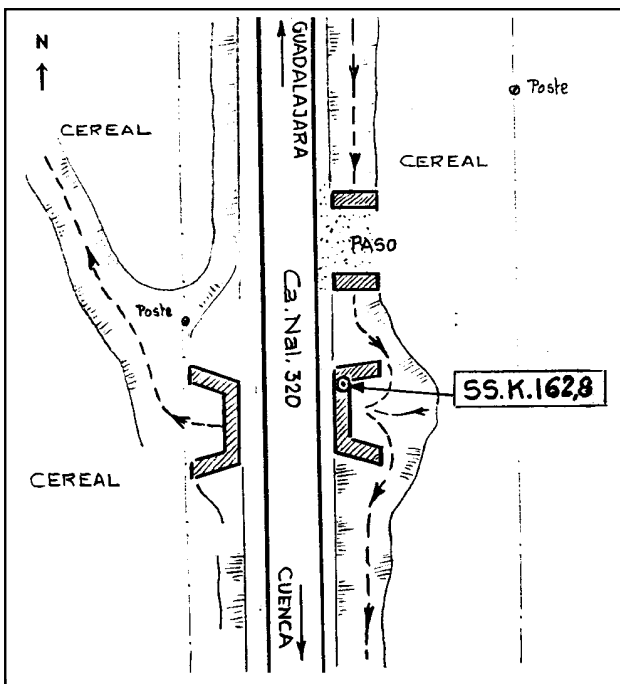 N
GUADALAJARA
Poste
CEREAL
CEREAL
PASO
Ca. Nal. 320
Poste
SS.K.162,8
CEREAL
CUENCA